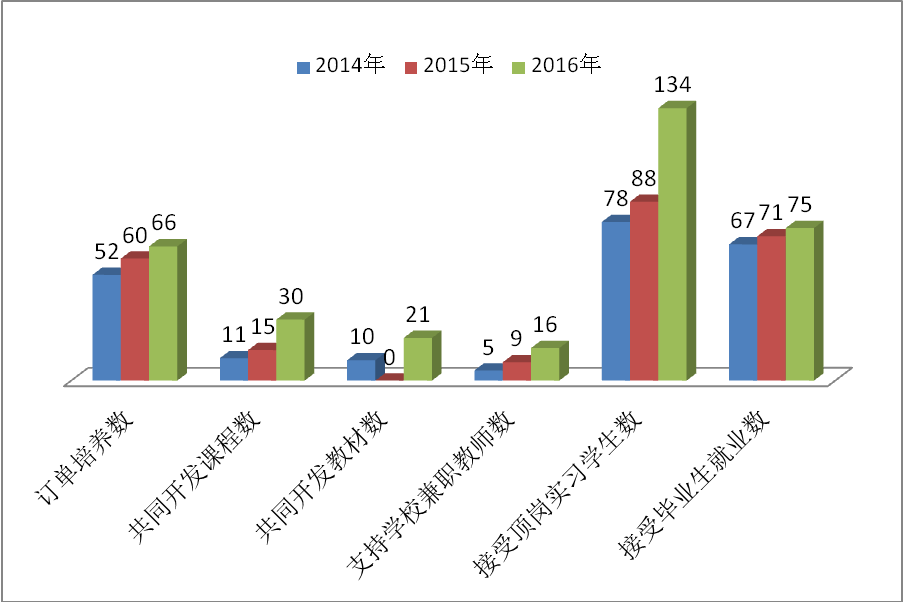 2014年 2015年 2016年
52 60 66
11 15 30
10 0 21
5 9 16
78 88 134
67 71 75
订单培养数
共同开发课程数
共同开发教材数
支持学校兼职教师数
接受顶岗实习学生数
接受毕业生就业数